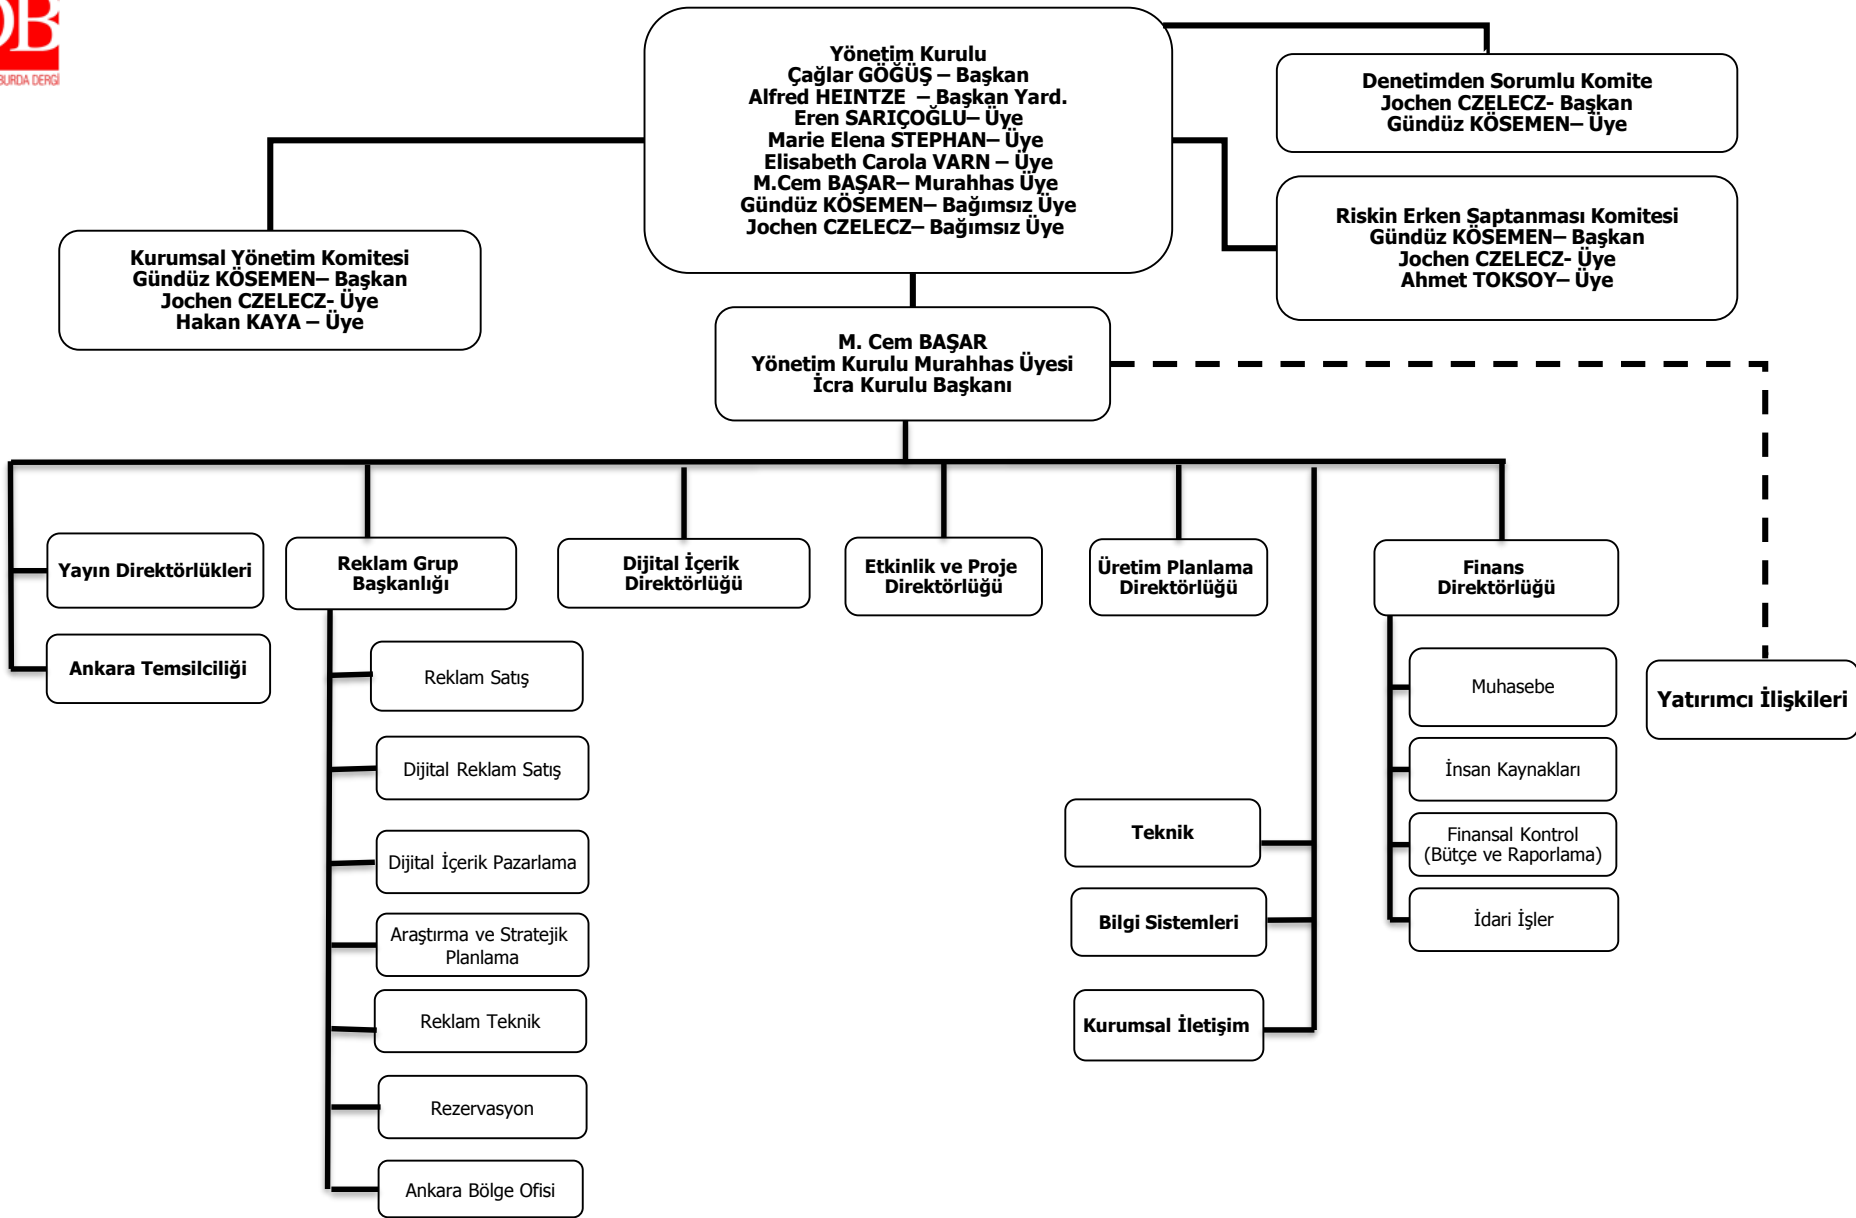 DB
BURDA DERGİ
Yönetim Kurulu
Çağlar GÖĞÜŞ – Başkan
Alfred HEINTZE – Başkan Yard.
Eren SARIÇOĞLU– Üye
Marie Elena STEPHAN– Üye
Elisabeth Carola VARN – Üye
M.Cem BAŞAR– Murahhas Üye
Gündüz KÖSEMEN– Bağımsız Üye
Jochen CZELECZ– Bağımsız Üye
Denetimden Sorumlu Komite
Jochen CZELECZ- Başkan
Gündüz KÖSEMEN– Üye
Riskin Erken Saptanması Komitesi
Gündüz KÖSEMEN– Başkan
Jochen CZELECZ- Üye
Ahmet TOKSOY– Üye
Kurumsal Yönetim Komitesi
Gündüz KÖSEMEN– Başkan
Jochen CZELECZ- Üye
Hakan KAYA – Üye
M. Cem BAŞAR
Yönetim Kurulu Murahhas Üyesi
İcra Kurulu Başkanı
Yayın Direktörlükleri
Ankara Temsilciliği
Reklam Grup
Başkanlığı
Reklam Satış
Dijital Reklam Satış
Dijital İçerik Pazarlama
Araştırma ve Stratejik
Planlama
Reklam Teknik
Rezervasyon
Ankara Bölge Ofisi
Dijital İçerik
Direktörlüğü
Etkinlik ve Proje
Direktörlüğü
Üretim Planlama
Direktörlüğü
Teknik
Bilgi Sistemleri
Kurumsal İletişim
Finans
Direktörlüğü
Muhasebe
İnsan Kaynakları
Finansal Kontrol
(Bütçe ve Raporlama)
İdari İşler
Yatırımcı İlişkileri